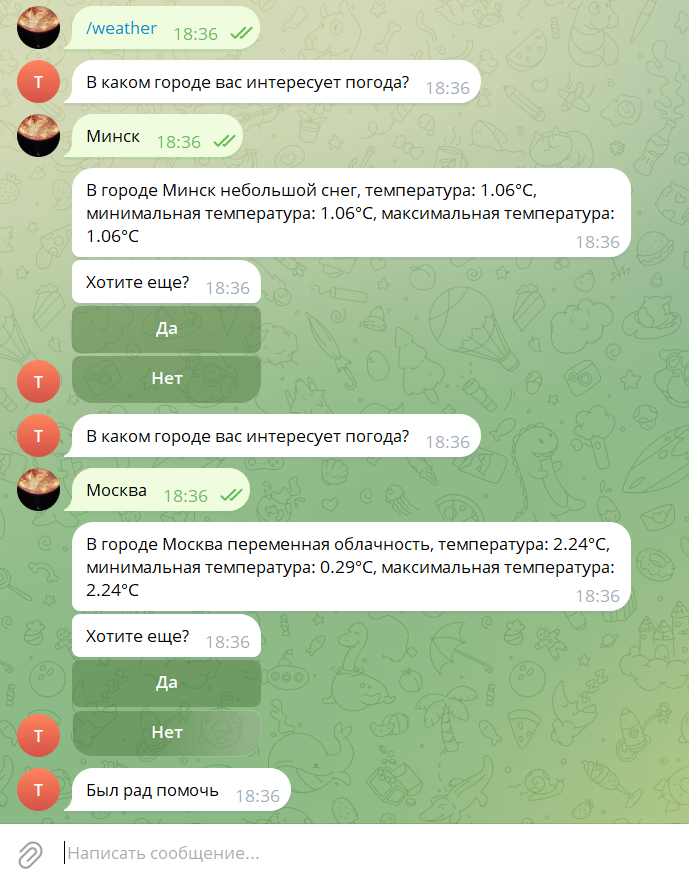 /weather 18:36
Т
В каком городе вас интересует погода? 18:36
Минск 18:36
В городе Минск небольшой снег, температура: 1.06°C,
минимальная температура: 1.06°C, максимальная температура:
1.06°C
18:36
Хотите еще? 18:36
Да
Нет
Т
Т
В каком городе вас интересует погода? 18:36
Москва 18:36
В городе Москва переменная облачность, температура: 2.24°C,
минимальная температура: 0.29°C, максимальная температура:
2.24°C
18:36
Хотите еще? 18:36
Да
Нет
Т
Т
Был рад помочь 18:36
Написать сообщение...